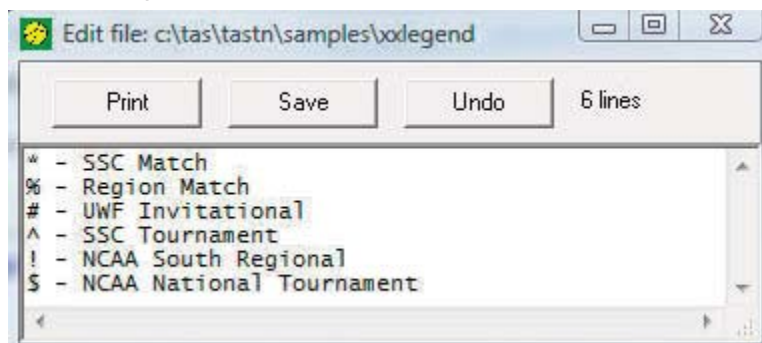 Edit file: c:\tas\tastn\samples\xxlegend
Print Save Undo 6 lines
* - SSC Match
% - Region Match
# - UWF Invitational
^ - SSC Tournament
! - NCAA South Regional
$ - NCAA National Tournament